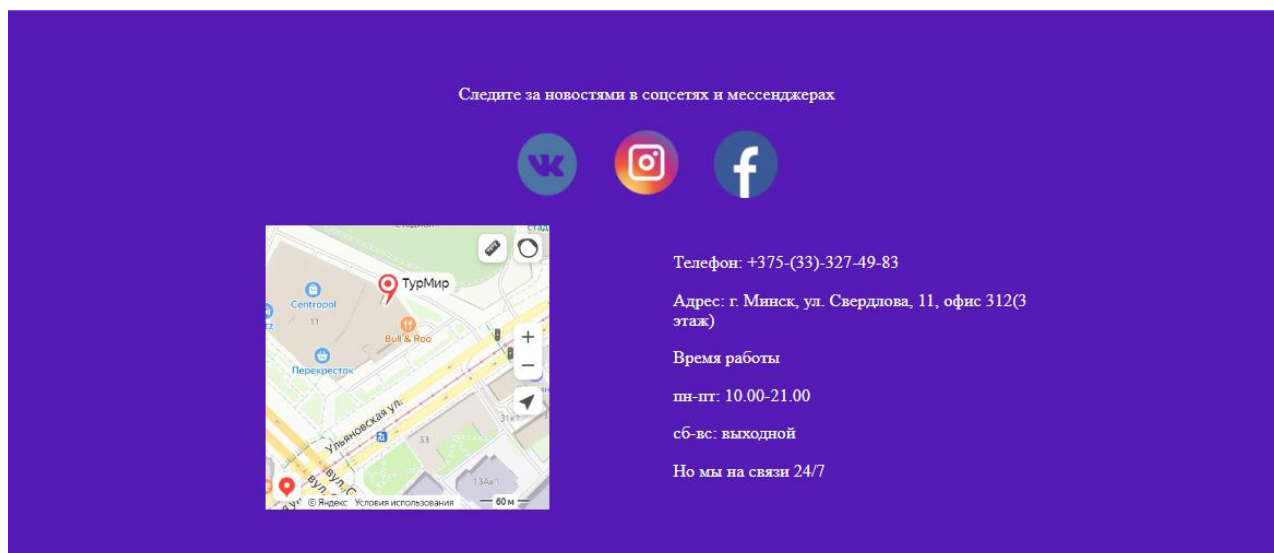 Следите за новостями в соцсетях и мессенджерах
ТурМир
Centropol
11
Bull & Roo
Перекресток
Ульяновская ул.
33
13Ак1
© Яндекс Условия использования
60 м
Телефон: +375-(33)-327-49-83
Адрес: г. Минск, ул. Свердлова, 11, офис 312(3
этаж)
Время работы
пн-пт: 10.00-21.00
сб-вс: выходной
Но мы на связи 24/7